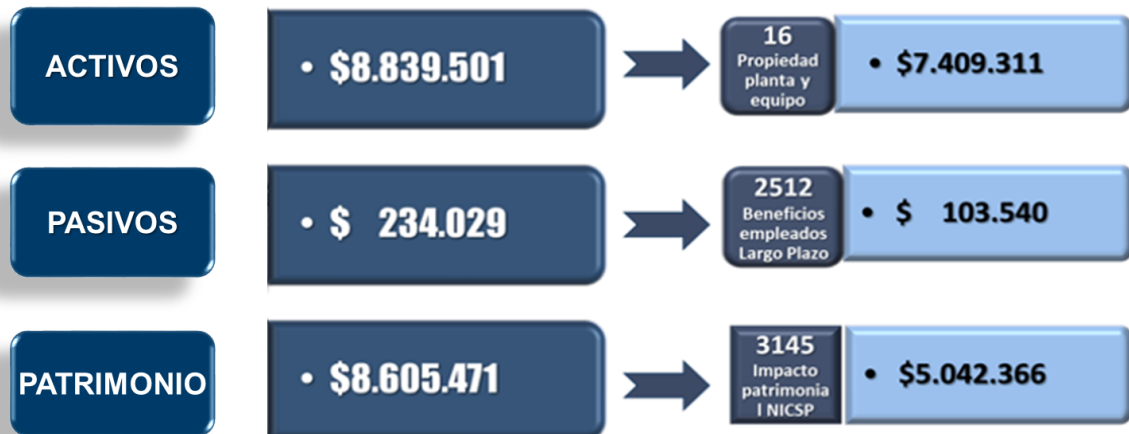 ACTIVOS
• $8.839.501
16
Propiedad
planta y
equipo
• $7.409.311
PASIVOS
• $ 234.029
2512
Beneficios
empleados
Largo Plazo
• $ 103.540
PATRIMONIO
• $8.605.471
3145
Impacto
patrimonia
l NICSP
• $5.042.366